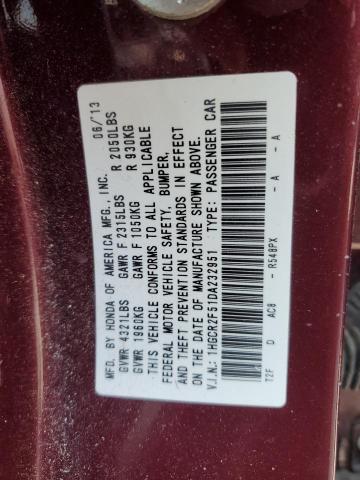 MFD. BY HONDA OF AMERICA MFG., INC. 06/'13
GVWR 4321LBS GAWR F 2315LBS R 2050LBS
GVWR 1960KG GAWR F 1050KG R 930KG
THIS VEHICLE CONFORMS TO ALL APPLICABLE
FEDERAL MOTOR VEHICLE SAFETY, BUMPER,
AND THEFT PREVENTION STANDARDS IN EFFECT
ON THE DATE OF MANUFACTURE SHOWN ABOVE.
V.I.N.: 1HGCR2F51DA232951 TYPE: PASSENGER CAR
T2F D AC8 - R548PX - A - A